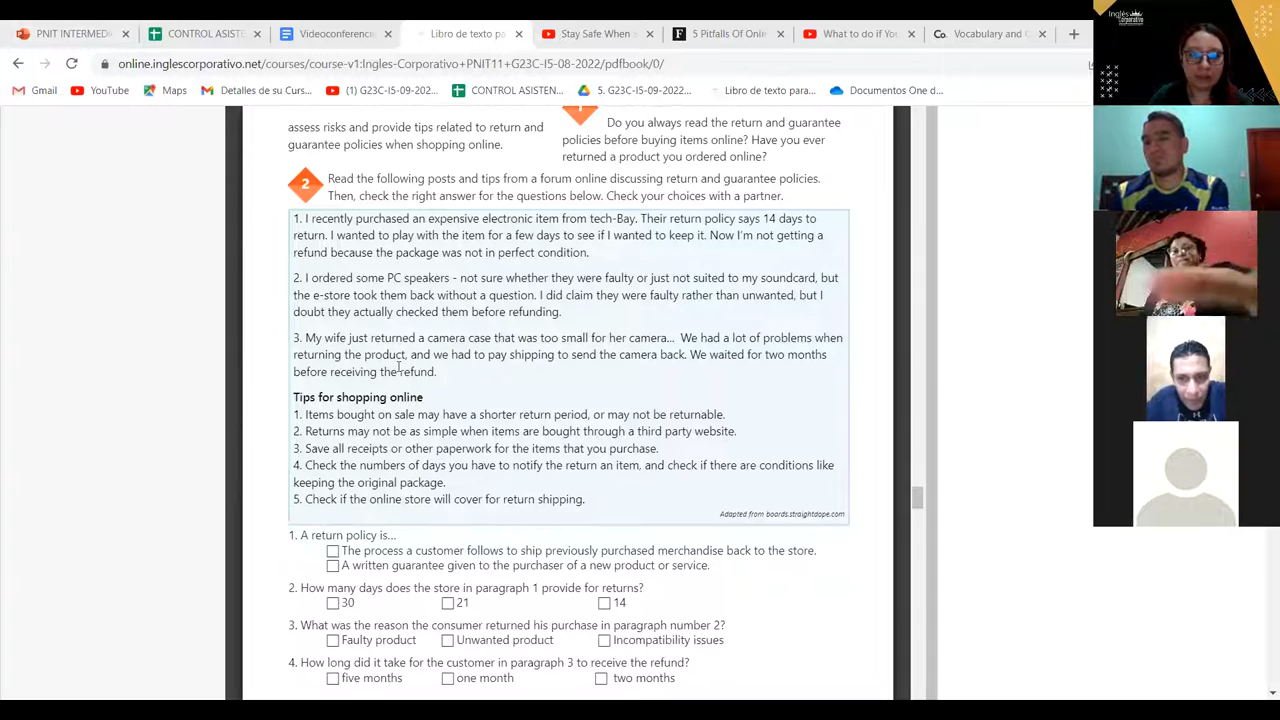 PNIT INTERMEDI
CONTROL ASISTE
Videoconferenci
Libro de texto pa
Stay Safe When
5 Pitfalls Of Onli
What to do if You
Co. Vocabulary and
online.inglescorporativo.net/courses/course-v1:Ingles-Corporativo+PNIT11+G23C-I5-08-2022/pdfbook/0/
Gmail
YouTube
Maps
Detalles de su Curs...
(1) G23C-I5-09-202...
CONTROL ASISTEN...
5. G23C-I5-09-2022...
Libro de texto para...
Documentos One d...
Inglés
Corporativo
assess risks and provide tips related to return and
guarantee policies when shopping online.
Do you always read the return and guarantee
policies before buying items online? Have you ever
returned a product you ordered online?
2
Read the following posts and tips from a forum online discussing return and guarantee policies.
Then, check the right answer for the questions below. Check your choices with a partner.
1. I recently purchased an expensive electronic item from tech-Bay. Their return policy says 14 days to
return. I wanted to play with the item for a few days to see if I wanted to keep it. Now I'm not getting a
refund because the package was not in perfect condition.
2. I ordered some PC speakers - not sure whether they were faulty or just not suited to my soundcard, but
the e-store took them back without a question. I did claim they were faulty rather than unwanted, but I
doubt they actually checked them before refunding.
3. My wife just returned a camera case that was too small for her camera... We had a lot of problems when
returning the product, and we had to pay shipping to send the camera back. We waited for two months
before receiving the refund.
Tips for shopping online
1. Items bought on sale may have a shorter return period, or may not be returnable.
2. Returns may not be as simple when items are bought through a third party website.
3. Save all receipts or other paperwork for the items that you purchase.
4. Check the numbers of days you have to notify the return an item, and check if there are conditions like
keeping the original package.
5. Check if the online store will cover for return shipping.
Adapted from boards.straightdope.com
1. A return policy is...
The process a customer follows to ship previously purchased merchandise back to the store.
A written guarantee given to the purchaser of a new product or service.
2. How many days does the store in paragraph 1 provide for returns?
30 21 14
3. What was the reason the consumer returned his purchase in paragraph number 2?
Faulty product Unwanted product Incompatibility issues
4. How long did it take for the customer in paragraph 3 to receive the refund?
five months one month two months